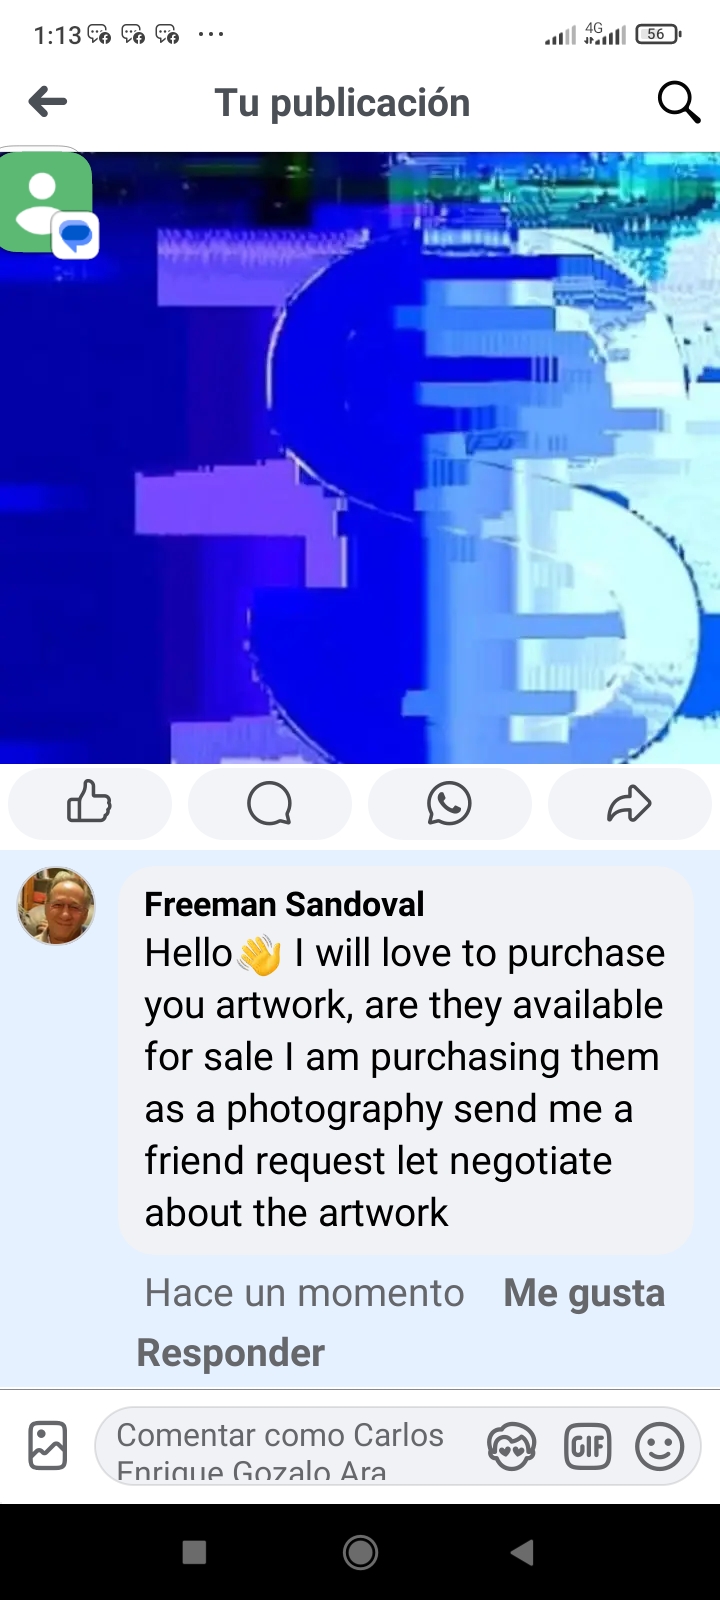 1:13
4G
56
Tu publicación
Freeman Sandoval
Hello👋 I will love to purchase
you artwork, are they available
for sale I am purchasing them
as a photography send me a
friend request let negotiate
about the artwork
Hace un momento Me gusta
Responder
Comentar como Carlos
Enrique Gozalo Ara
GIF